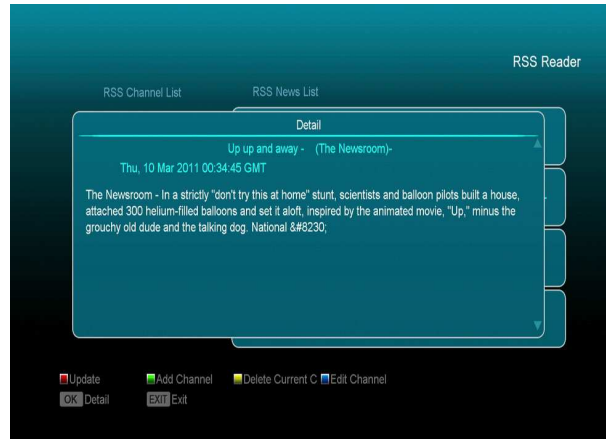 RSS Reader
RSS Channel List RSS News List
Detail
Up up and away - (The Newsroom)-
Thu, 10 Mar 2011 00:34:45 GMT
The Newsroom - In a strictly "don't try this at home" stunt, scientists and balloon pilots built a house,
attached 300 helium-filled balloons and set it aloft, inspired by the animated movie, "Up," minus the
grouchy old dude and the talking dog. National &#8230;
Update Add Channel Delete Current C Edit Channel
OK Detail EXIT Exit